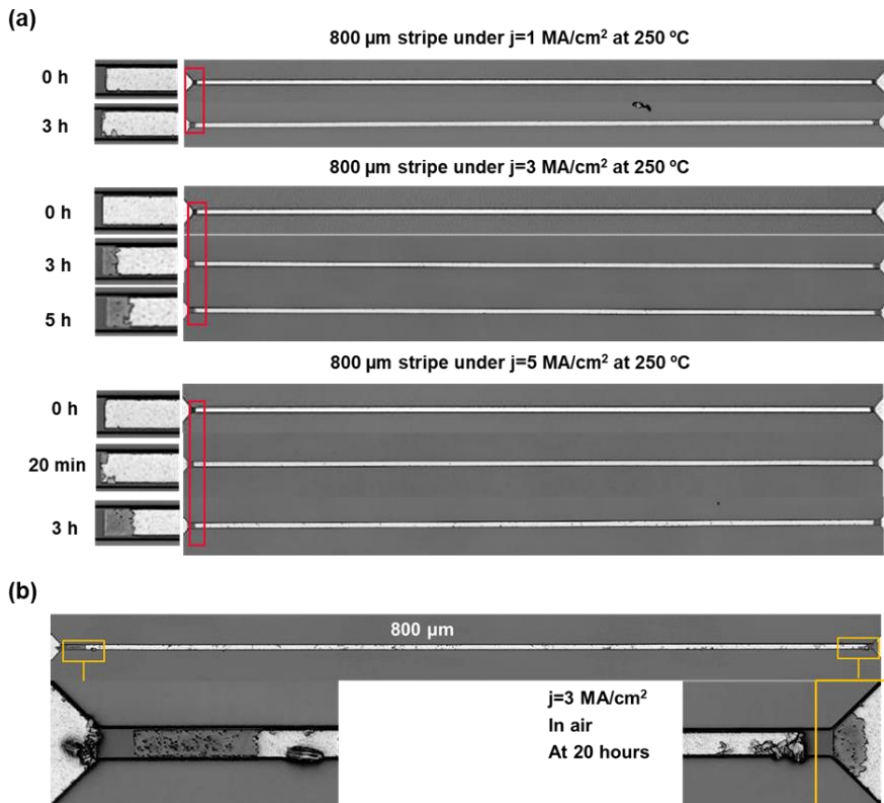 (a)
800 µm stripe under j=1 MA/cm² at 250 ºC
0 h
3 h
800 µm stripe under j=3 MA/cm² at 250 ºC
0 h
3 h
5 h
800 µm stripe under j=5 MA/cm² at 250 ºC
0 h
20 min
3 h
(b)
800 µm
j=3 MA/cm²
In air
At 20 hours